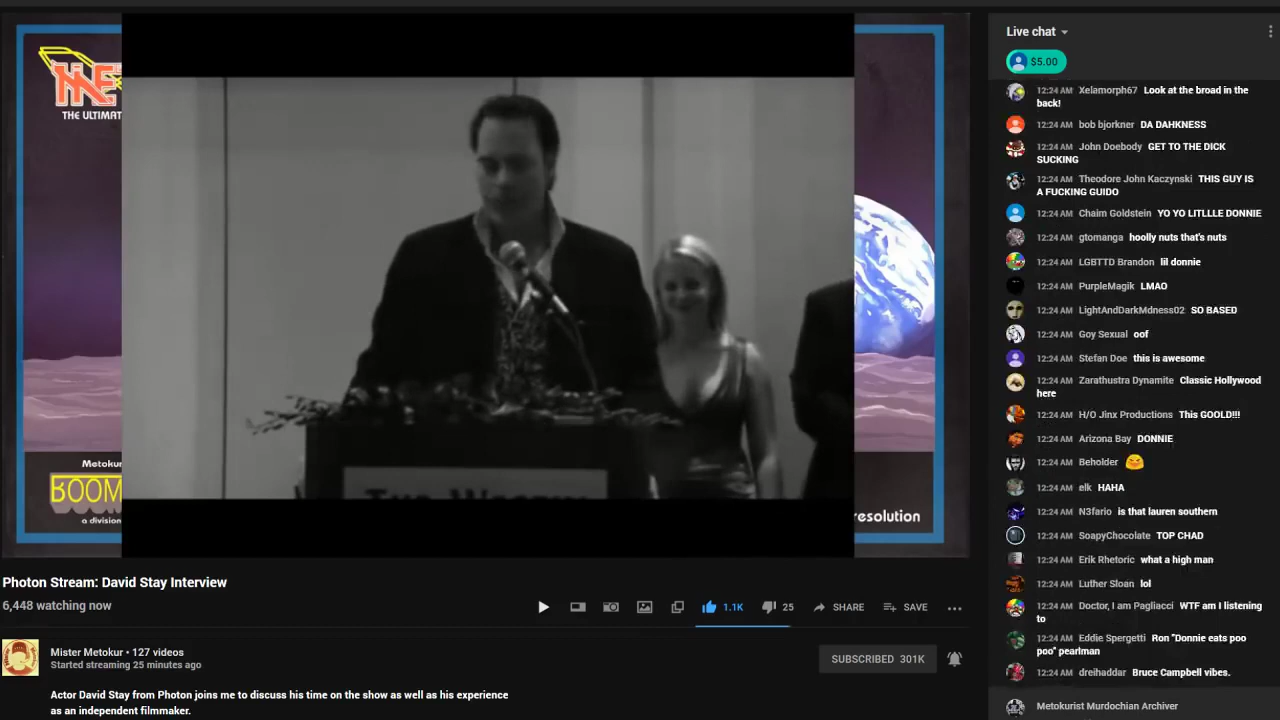 THE ULTIMAT
Metokur
BOOM
a division
resolution
Photon Stream: David Stay Interview
6,448 watching now
1.1K
25
SHARE
SAVE
Mister Metokur • 127 videos
Started streaming 25 minutes ago
SUBSCRIBED 301K
Actor David Stay from Photon joins me to discuss his time on the show as well as his experience
as an independent filmmaker.
Live chat
$5.00
12:24 AM Xelamorph67 Look at the broad in the
back!
12:24 AM bob bjorkner DA DAHKNESS
12:24 AM John Doebody GET TO THE DICK
SUCKING
12:24 AM Theodore John Kaczynski THIS GUY IS
A FUCKING GUIDO
12:24 AM Chaim Goldstein YO YO LITLLLE DONNIE
12:24 AM gtomanga hoolly nuts that's nuts
12:24 AM LGBTTD Brandon lil donnie
12:24 AM PurpleMagik LMAO
12:24 AM LightAndDarkMdness02 SO BASED
12:24 AM Goy Sexual oof
12:24 AM Stefan Doe this is awesome
12:24 AM Zarathustra Dynamite Classic Hollywood
here
12:24 AM H/O Jinx Productions This GOOLD!!!
12:24 AM Arizona Bay DONNIE
12:24 AM Beholder
12:24 AM elk HAHA
12:24 AM N3fario is that lauren southern
12:24 AM SoapyChocolate TOP CHAD
12:24 AM Erik Rhetoric what a high man
12:24 AM Luther Sloan lol
12:24 AM Doctor, I am Pagliacci WTF am I listening
to
12:24 AM Eddie Spergetti Ron "Donnie eats poo
poo" pearlman
12:24 AM dreihaddar Bruce Campbell vibes.
Metokurist Murdochian Archiver